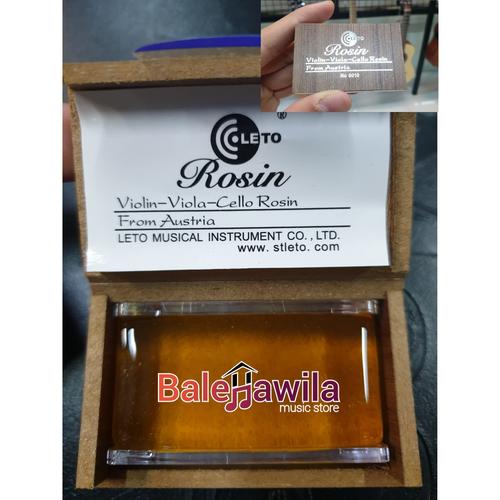 LETO
Rosin
Violin-Viola-Cello Rosin
From Austria
No 9010
LETO ®
Rosin
Violin-Viola-Cello Rosin
From Austria
LETO MUSICAL INSTRUMENT CO., LTD.
www. stleto. com
BaleHawila
music store